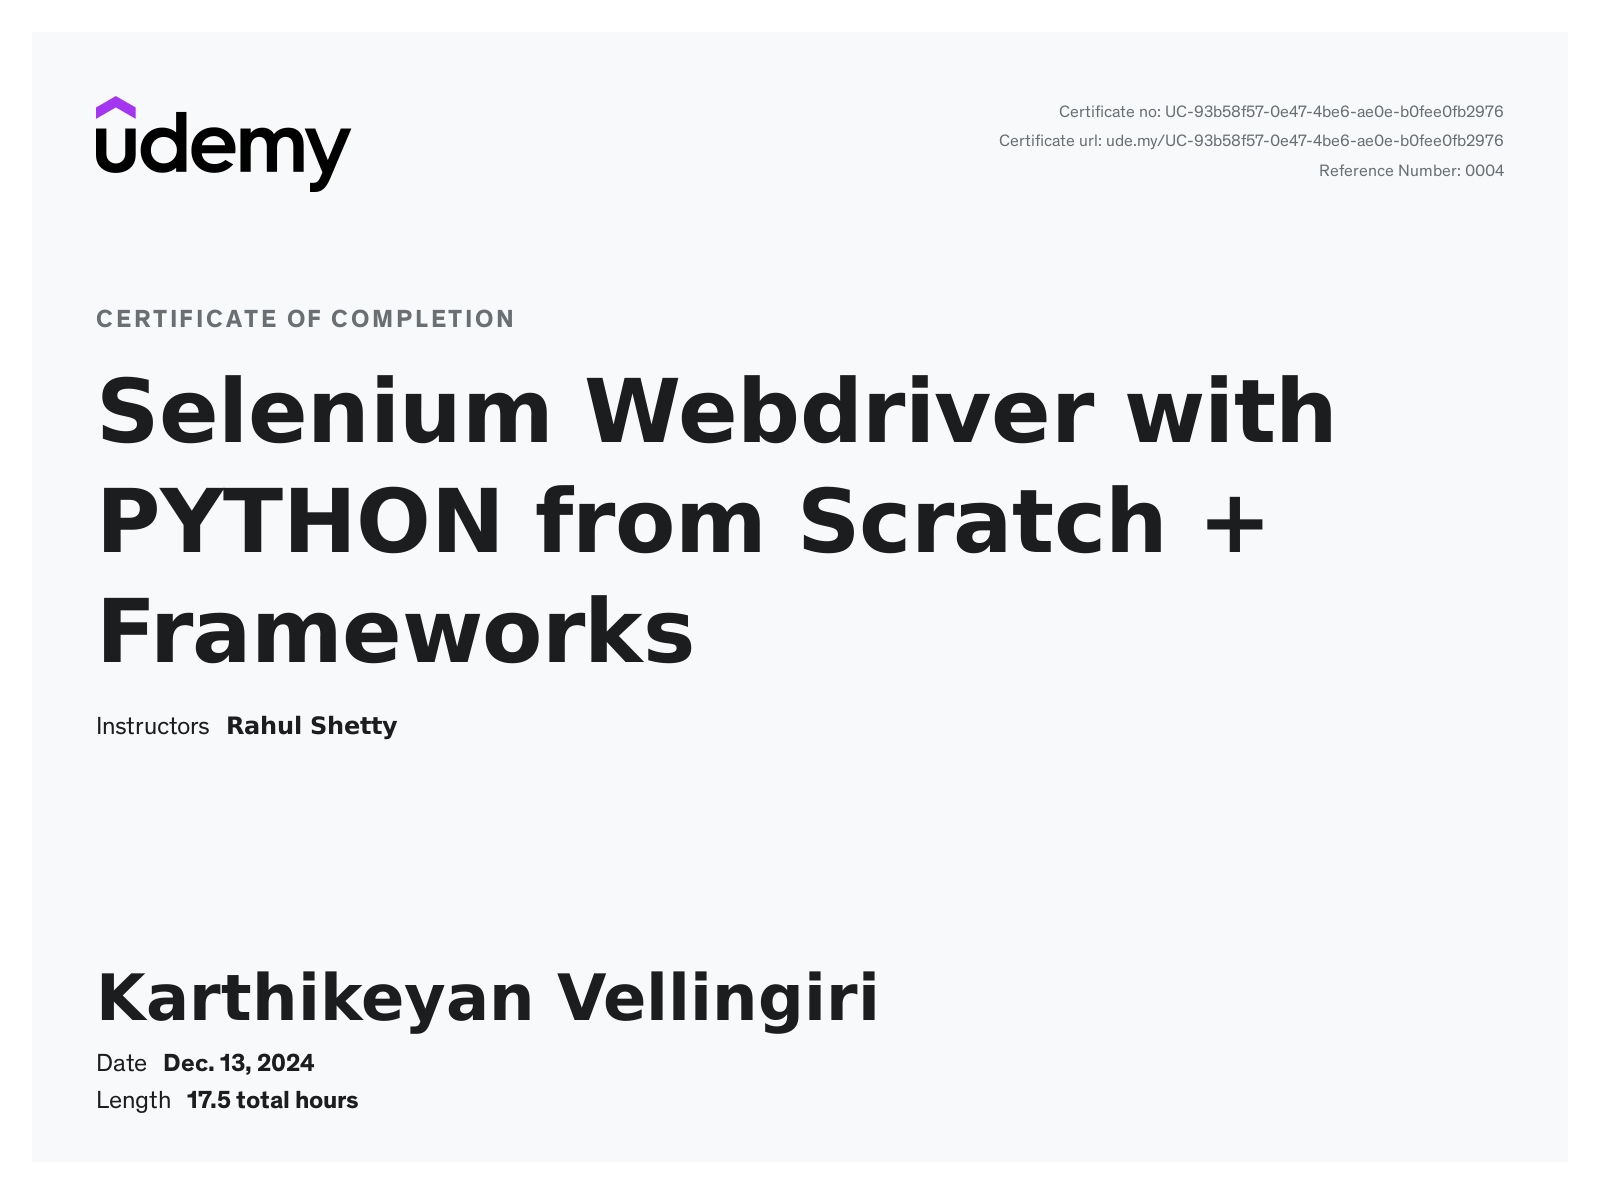 udemy
Certificate no: UC-93b58f57-0e47-4be6-ae0e-b0fee0fb2976
Certificate url: ude.my/UC-93b58f57-0e47-4be6-ae0e-b0fee0fb2976
Reference Number: 0004
CERTIFICATE OF COMPLETION
Selenium Webdriver with
PYTHON from Scratch +
Frameworks
Instructors Rahul Shetty
Karthikeyan Vellingiri
Date Dec. 13, 2024
Length 17.5 total hours